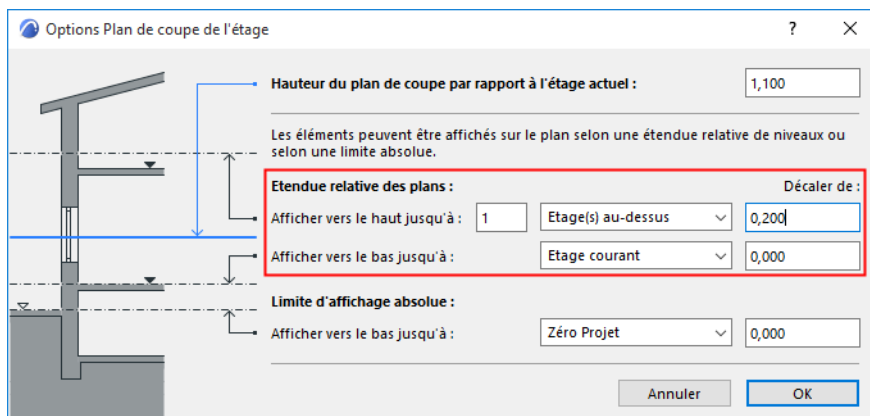 Options Plan de coupe de l'étage
?
Hauteur du plan de coupe par rapport à l'étage actuel :
1,100
Les éléments peuvent être affichés sur le plan selon une étendue relative de niveaux ou
selon une limite absolue.
Etendue relative des plans :
Décaler de :
Afficher vers le haut jusqu'à :
1
Etage(s) au-dessus
0,200
Afficher vers le bas jusqu'à :
Etage courant
0,000
Limite d'affichage absolue :
Afficher vers le bas jusqu'à :
Zéro Projet
0,000
Annuler
OK